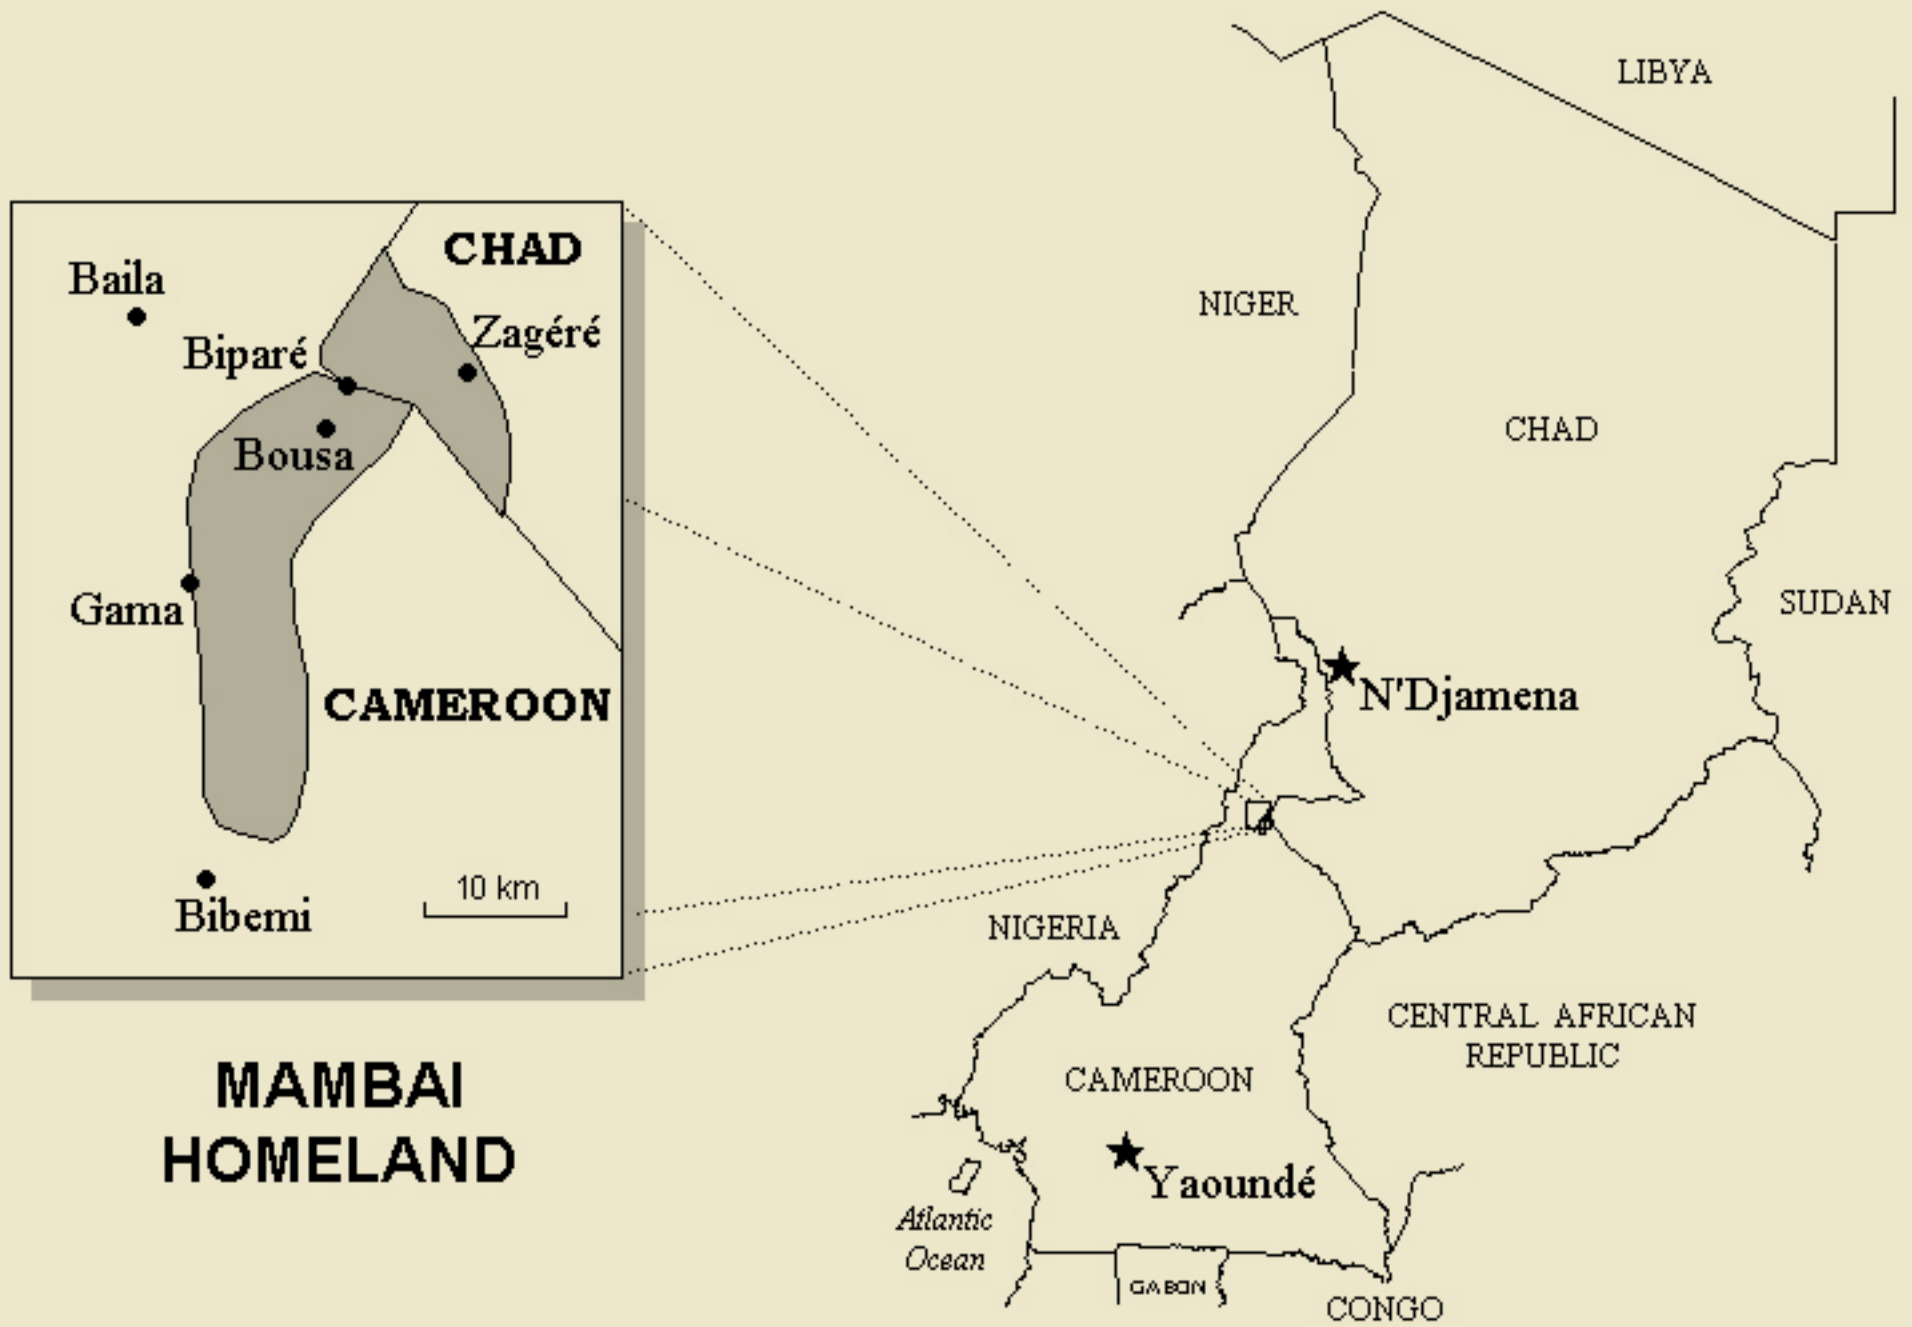 CHAD
Baila
Zagéré
Biparé
Bousa
Gama
CAMEROON
10 km
Bibemi
MAMBAI
HOMELAND
LIBYA
NIGER
CHAD
SUDAN
N'Djamena
NIGERIA
CENTRAL AFRICAN
REPUBLIC
CAMEROON
Yaoundé
Atlantic
Ocean
GABON
CONGO